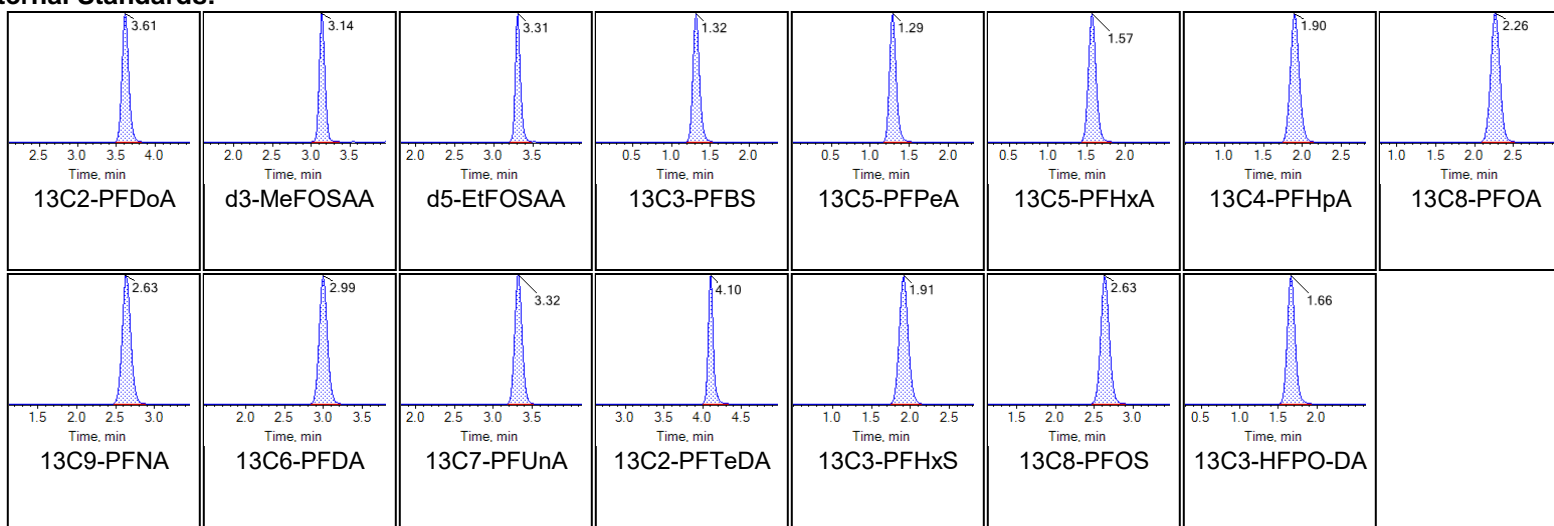 ternal Standards:
3.61
2.5 3.0 3.5 4.0
Time, min
13C2-PFDoA
3.14
2.0 2.5 3.0 3.5
Time, min
d3-MeFOSAA
3.31
2.0 2.5 3.0 3.5
Time, min
d5-EtFOSAA
1.32
0.5 1.0 1.5 2.0
Time, min
13C3-PFBS
1.29
0.5 1.0 1.5 2.0
Time, min
13C5-PFPeA
1.57
0.5 1.0 1.5 2.0
Time, min
13C5-PFHxA
1.90
1.0 1.5 2.0 2.5
Time, min
13C4-PFHpA
2.26
1.0 1.5 2.0 2.5
Time, min
13C8-PFOA
2.63
1.5 2.0 2.5 3.0
Time, min
13C9-PFNA
2.99
2.0 2.5 3.0 3.5
Time, min
13C6-PFDA
3.32
2.0 2.5 3.0 3.5
Time, min
13C7-PFUnA
4.10
3.0 3.5 4.0 4.5
Time, min
13C2-PFTeDA
1.91
1.0 1.5 2.0 2.5
Time, min
13C3-PFHxS
2.63
1.5 2.0 2.5 3.0
Time, min
13C8-PFOS
1.66
0.5 1.0 1.5 2.0
Time, min
13C3-HFPO-DA